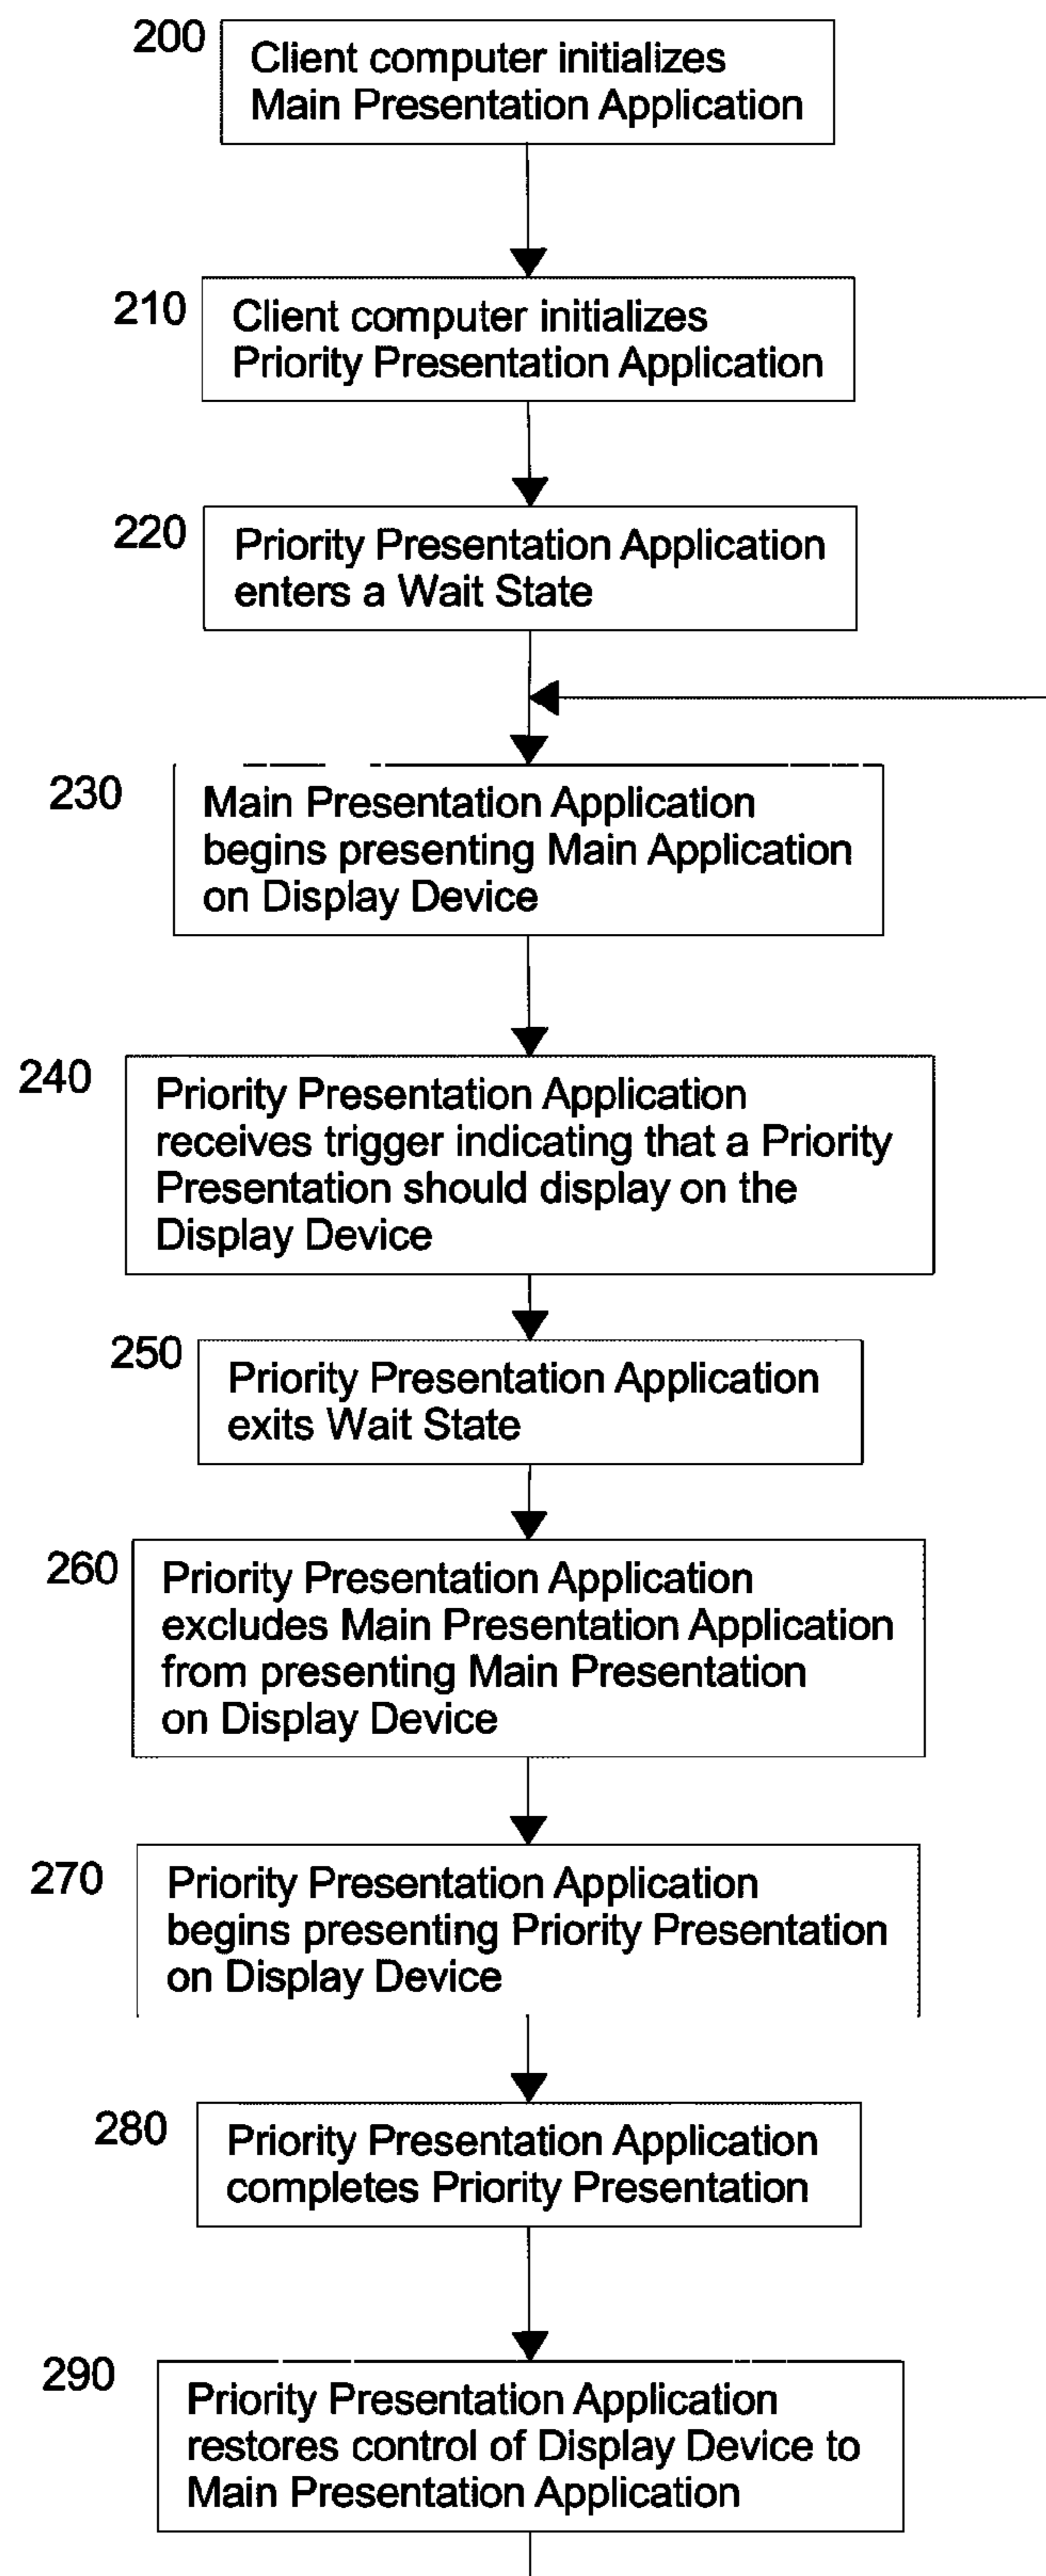 200
Client computer initializes
Main Presentation Application
210
Client computer initializes
Priority Presentation Application
220
Priority Presentation Application
enters a Wait State
230
Main Presentation Application
begins presenting Main Application
on Display Device
240
Priority Presentation Application
receives trigger indicating that a Priority
Presentation should display on the
Display Device
250
Priority Presentation Application
exits Wait State
260
Priority Presentation Application
excludes Main Presentation Application
from presenting Main Presentation
on Display Device
270
Priority Presentation Application
begins presenting Priority Presentation
on Display Device
280
Priority Presentation Application
completes Priority Presentation
290
Priority Presentation Application
restores control of Display Device to
Main Presentation Application